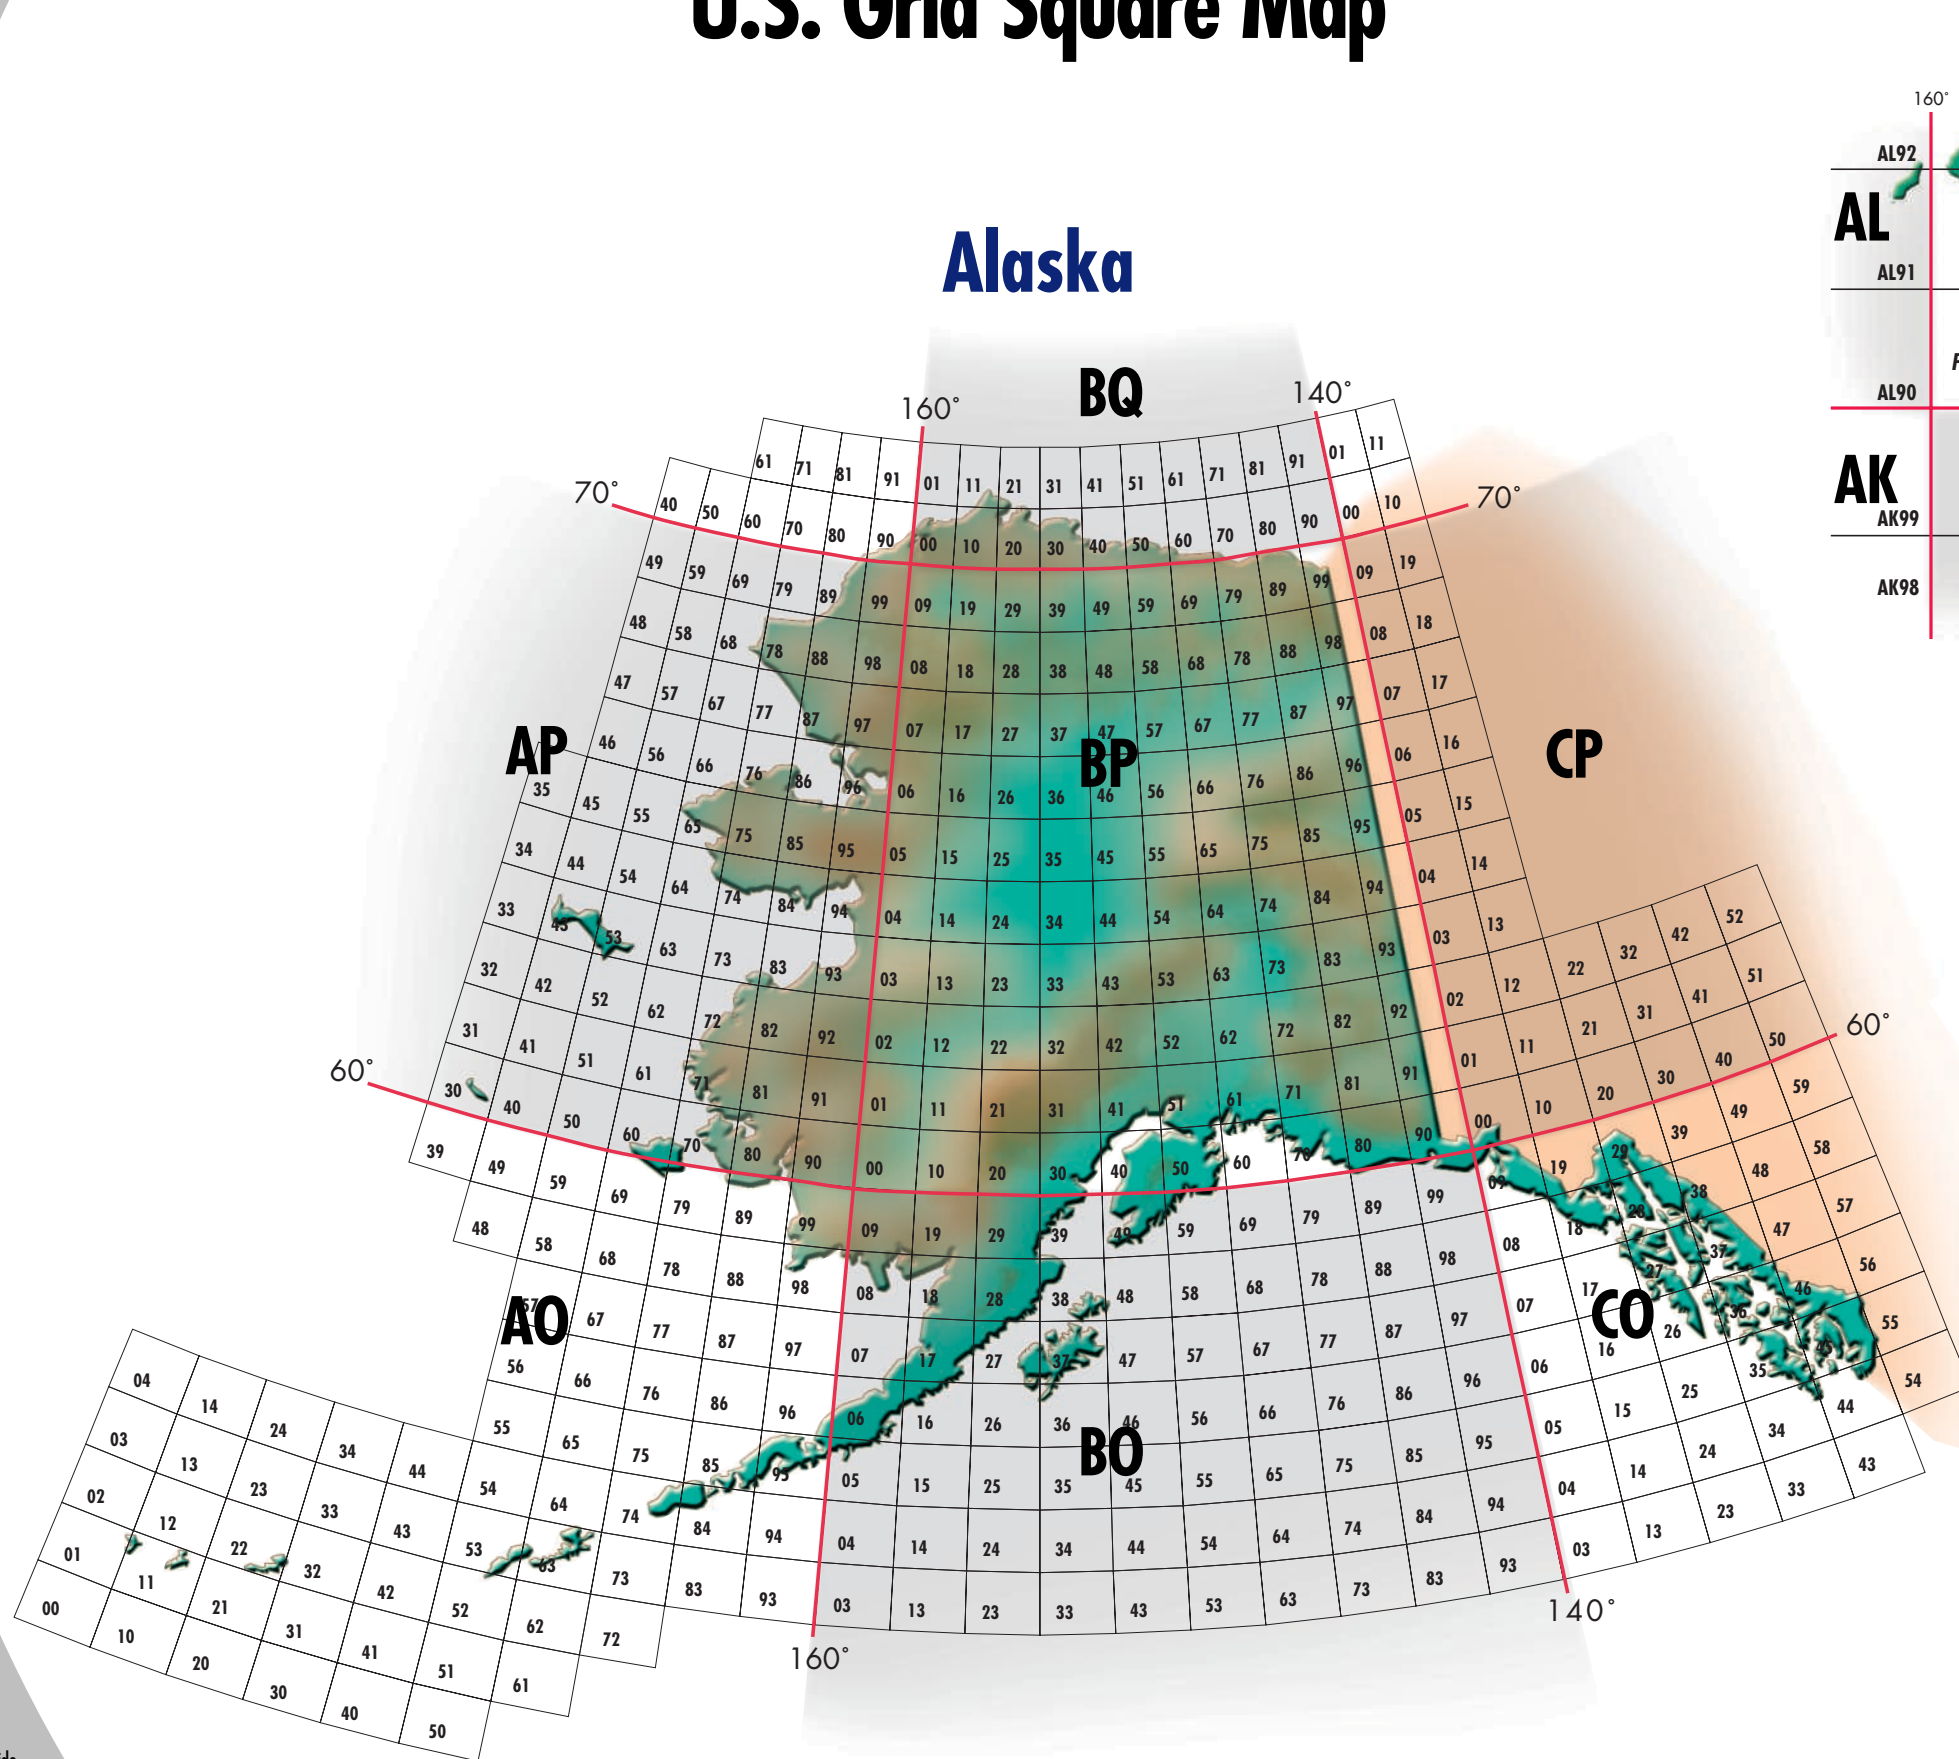 U.S. Grid Square Map
Alaska
160˚
AL92
AL
AL91
AL90
AK
AK99
AK98
BQ
160˚ 140˚
61 71 81 91 01 11 21 31 41 51 61 71 81 91 01 11
70˚ 40 50 60 70 80 90 00 10 20 30 40 50 60 70 80 90 00 10 70˚
49 59 69 79 89 99 09 19 29 39 49 59 69 79 89 99 09 19
48 58 68 78 88 98 08 18 28 38 48 58 68 78 88 98 08 18
47 57 67 77 87 97 07 17 27 37 47 57 67 77 87 97 07 17
AP BP CP
46 56 66 76 86 96 06 16 26 36 46 56 66 76 86 96 06 16
35 45 55 65 75 85 95 05 15 25 35 45 55 65 75 85 95 05 15
34 44 54 64 74 84 94 04 14 24 34 44 54 64 74 84 94 04 14
33 43 53 63 73 83 93 03 13 23 33 43 53 63 73 83 93 03 13
32 42 52 62 72 82 92 02 12 22 32 42 52 62 72 82 92 02 12 22 32 42 52
31 41 51 61 71 81 91 01 11 21 31 41 51 61 71 81 91 01 11 21 31 41 51
60˚ 30 40 50 60 70 80 90 00 10 20 30 40 50 60 70 80 90 00 10 20 30 40 50 60˚
39 49 59 69 79 89 99 09 19 29 39 49 59 69 79 89 99 09 19 29 39 49 59
48 58 68 78 88 98 08 18 28 38 48 58 68 78 88 98 08 18 28 38 48 58
57 67 77 87 97 07 17 27 37 47 57 67 77 87 97 07 17 27 37 47 57
AO BO CO
56 66 76 86 96 06 16 26 36 46 56 66 76 86 96 06 16 26 36 46 56
55 65 75 85 95 05 15 25 35 45 55 65 75 85 95 05 15 25 35 45 55
04 14 24 34 44 54 64 74 84 94 04 14 24 34 44 54 64 74 84 94 04 14 24 34 44 54
03 13 23 33 43 53 63 73 83 93 03 13 23 33 43 53 63 73 83 93 03 13 23 33 43
02 12 22 32 42 52 62 72
01 11 21 31 41 51 61
00 10 20 30 40 50
160˚ 140˚